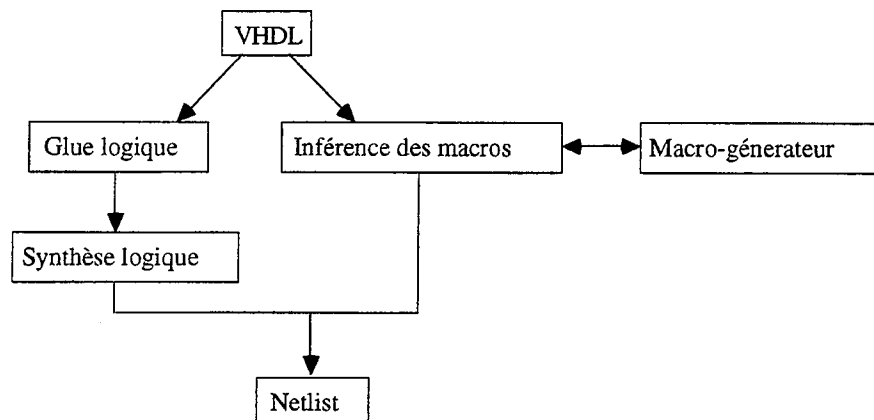 VHDL
Glue logique
Inférence des macros
Macro-génerateur
Synthèse logique
Netlist